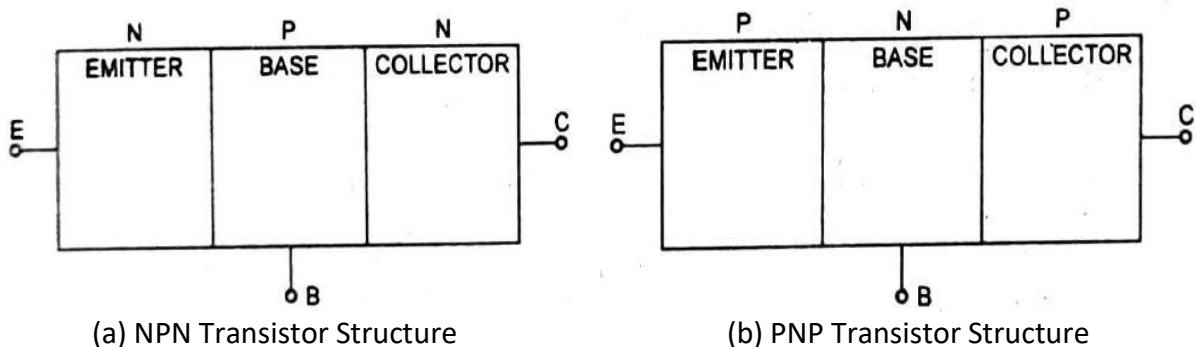 N P N
EMITTER BASE COLLECTOR
E
C
B
(a) NPN Transistor Structure
P N P
EMITTER BASE COLLECTOR
E
C
B
(b) PNP Transistor Structure